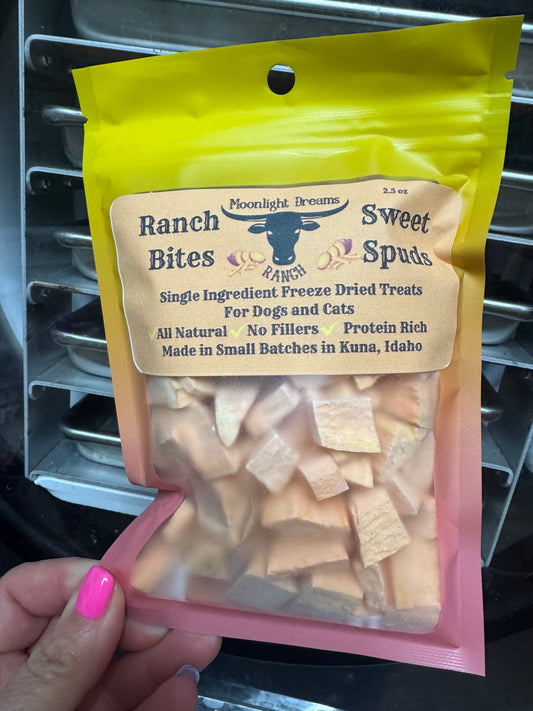 2.5 oz
Moonlight Dreams
Ranch Bites
RANCH
Sweet Spuds
Single Ingredient Freeze Dried Treats
For Dogs and Cats
✓All Natural ✓ No Fillers ✓ Protein Rich
Made in Small Batches in Kuna, Idaho